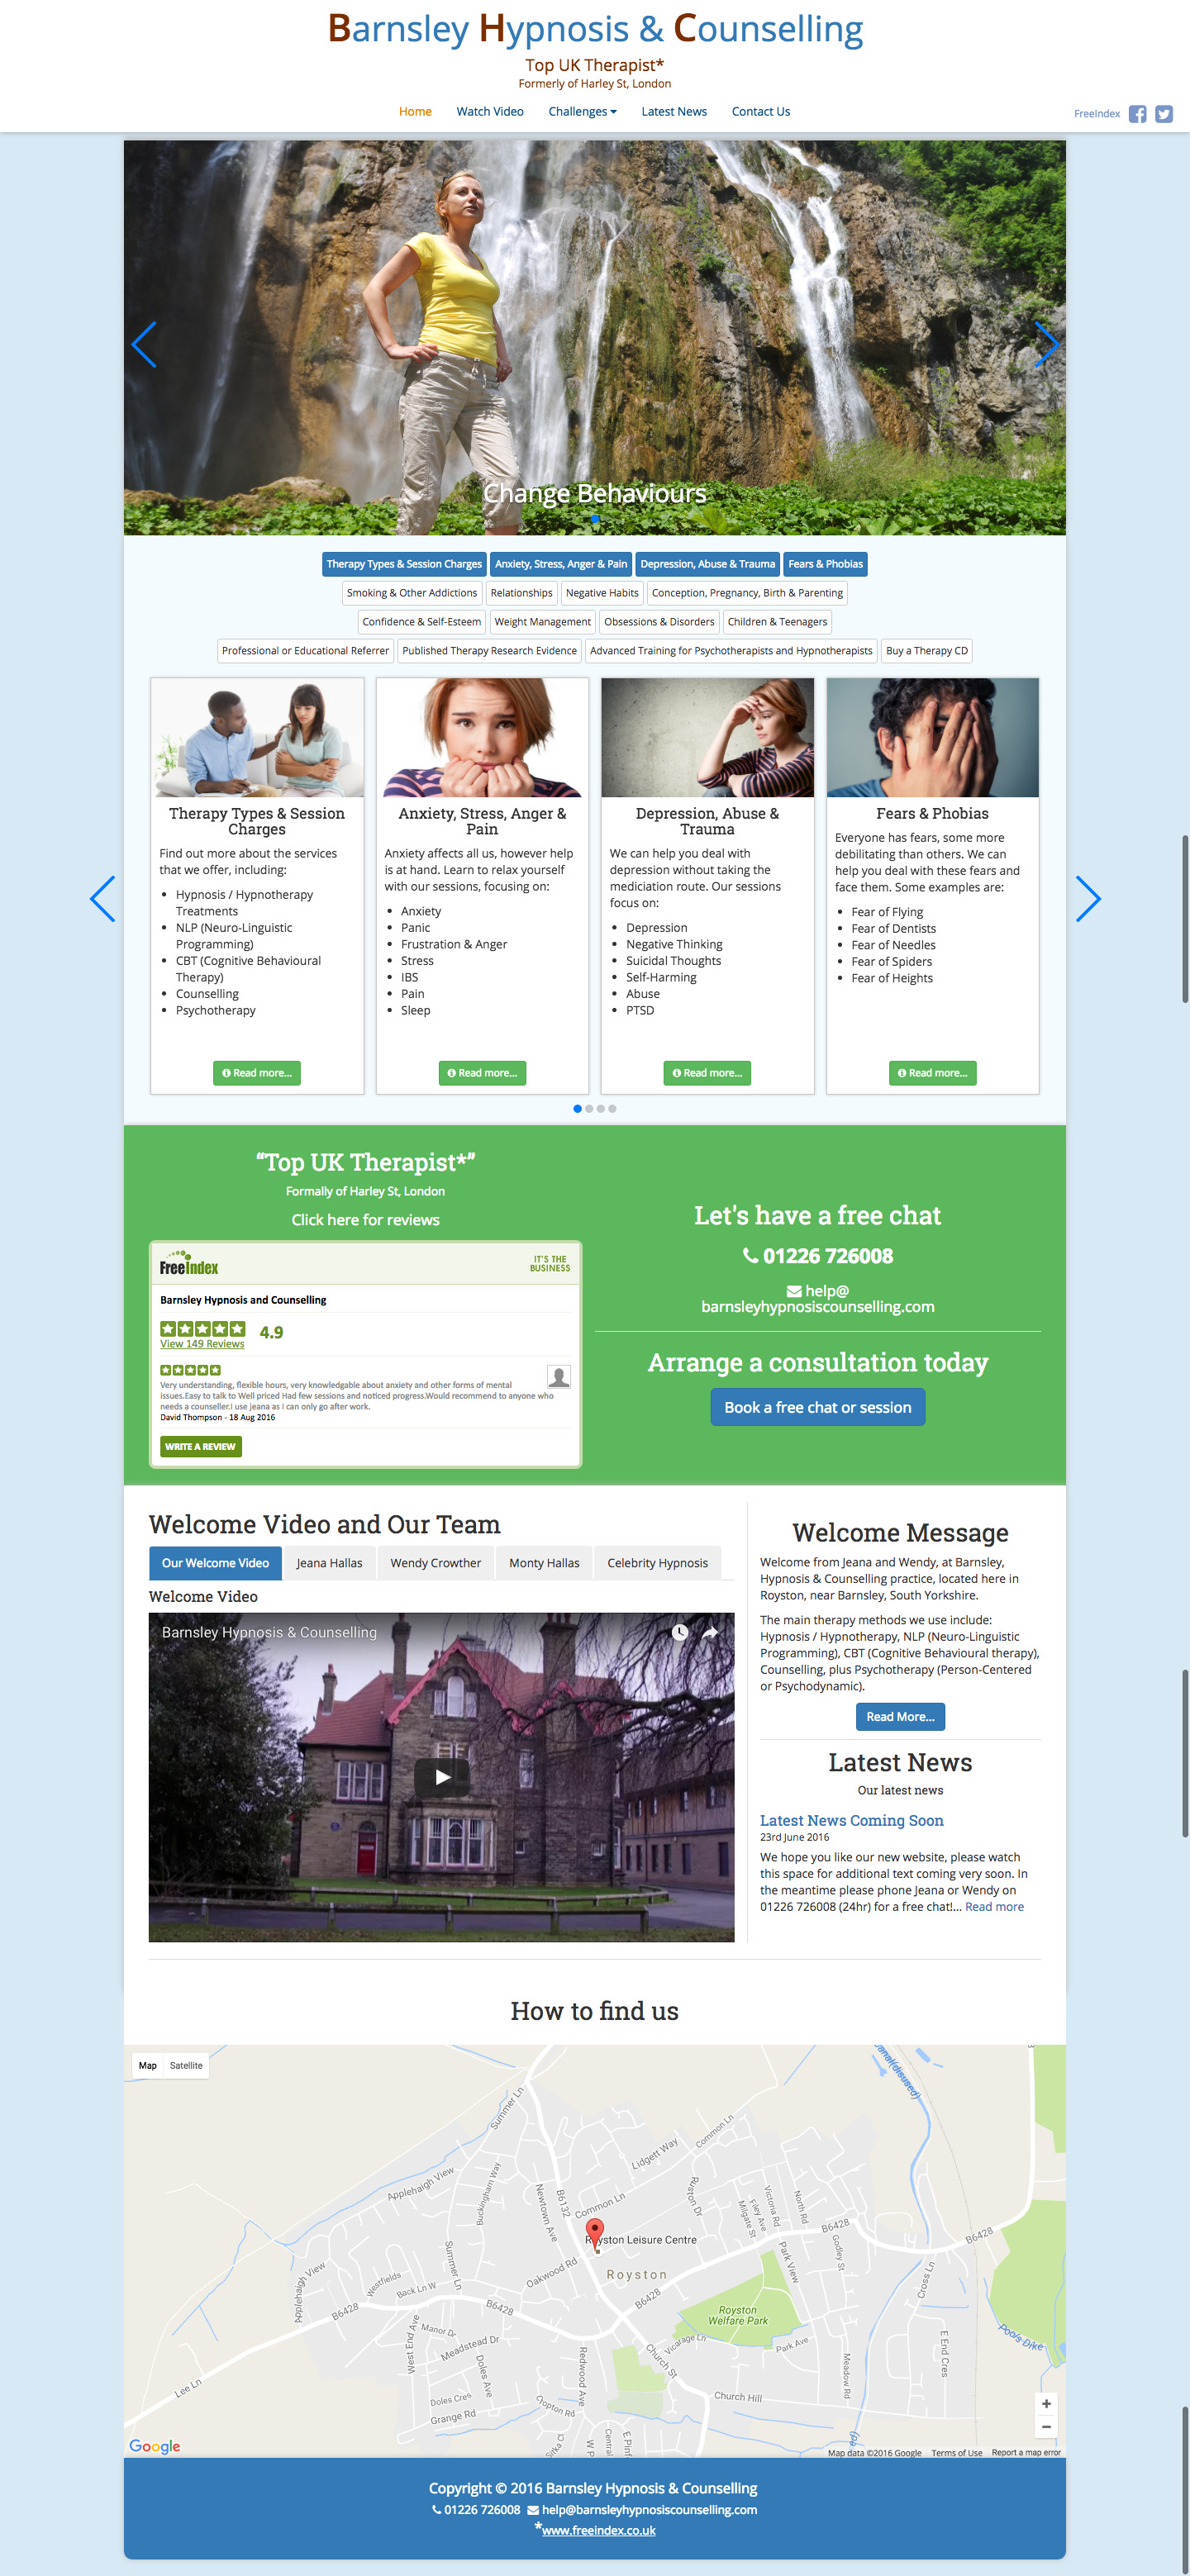 Barnsley Hypnosis & Counselling
Top UK Therapist*
Formerly of Harley St, London
Home Watch Video Challenges Latest News Contact Us
FreeIndex
Change Behaviours
Therapy Types & Session Charges Anxiety, Stress, Anger & Pain Depression, Abuse & Trauma Fears & Phobias
Smoking & Other Addictions Relationships Negative Habits Conception, Pregnancy, Birth & Parenting
Confidence & Self-Esteem Weight Management Obsessions & Disorders Children & Teenagers
Professional or Educational Referrer Published Therapy Research Evidence Advanced Training for Psychotherapists and Hypnotherapists Buy a Therapy CD
Therapy Types & Session
Charges
Find out more about the services
that we offer, including:
Hypnosis / Hypnotherapy
Treatments
NLP (Neuro-Linguistic
Programming)
CBT (Cognitive Behavioural
Therapy)
Counselling
Psychotherapy
Read more...
Anxiety, Stress, Anger &
Pain
Anxiety affects all us, however help
is at hand. Learn to relax yourself
with our sessions, focusing on:
Anxiety
Panic
Frustration & Anger
Stress
IBS
Pain
Sleep
Read more...
Depression, Abuse &
Trauma
We can help you deal with
depression without taking the
mediciation route. Our sessions
focus on:
Depression
Negative Thinking
Suicidal Thoughts
Self-Harming
Abuse
PTSD
Read more...
Fears & Phobias
Everyone has fears, some more
debilitating than others. We can
help you deal with these fears and
face them. Some examples are:
Fear of Flying
Fear of Dentists
Fear of Needles
Fear of Spiders
Fear of Heights
Read more...
“Top UK Therapist*”
Formally of Harley St, London
Click here for reviews
FreeIndex
IT'S THE
BUSINESS
Barnsley Hypnosis and Counselling
4.9
View 149 Reviews
Very understanding, flexible hours, very knowledgable about anxiety and other forms of mental
issues.Easy to talk to Well priced Had few sessions and noticed progress.Would recommend to anyone who
needs a counseller.I use jeana as i can only go after work.
David Thompson - 18 Aug 2016
WRITE A REVIEW
Let's have a free chat
01226 726008
help@
barnsleyhypnosiscounselling.com
Arrange a consultation today
Book a free chat or session
Welcome Video and Our Team
Our Welcome Video Jeana Hallas Wendy Crowther Monty Hallas Celebrity Hypnosis
Welcome Video
Barnsley Hypnosis & Counselling
Welcome Message
Welcome from Jeana and Wendy, at Barnsley,
Hypnosis & Counselling practice, located here in
Royston, near Barnsley, South Yorkshire.
The main therapy methods we use include:
Hypnosis / Hypnotherapy, NLP (Neuro-Linguistic
Programming), CBT (Cognitive Behavioural therapy),
Counselling, plus Psychotherapy (Person-Centered
or Psychodynamic).
Read More...
Latest News
Our latest news
Latest News Coming Soon
23rd June 2016
We hope you like our new website, please watch
this space for additional text coming very soon. In
the meantime please phone Jeana or Wendy on
01226 726008 (24hr) for a free chat!... Read more
How to find us
Map Satellite
Canal(disused)
Summer Ln
Common Ln
Lidgett Way
Applehaigh View
Buckingham Way
Newtown Ave
B6132
Common Ln
Royston Dr
Milgate St
Filey Ave
Victoria Rd
North Rd
B6428
B6428
Godley St
Royston Leisure Centre
Summer Ln
Park View
Cross Ln
Oakwood Rd
Royston
Applehaigh View
Westfields
Back Ln W
B6428
B6428
B6428
Royston
Welfare Park
West End Ave
Manor Dr
Meadstead Dr
Doles Ave
Redwood Ave
Church St
Vicarage Ln
Park Ave
Meadow Rd
E End Cres
Pools Dike
Lee Ln
Doles Cres
Grange Rd
Cropton Rd
Church Hill
Google
Map data ©2016 Google Terms of Use Report a map error
Copyright © 2016 Barnsley Hypnosis & Counselling
01226 726008 help@barnsleyhypnosiscounselling.com
*www.freeindex.co.uk